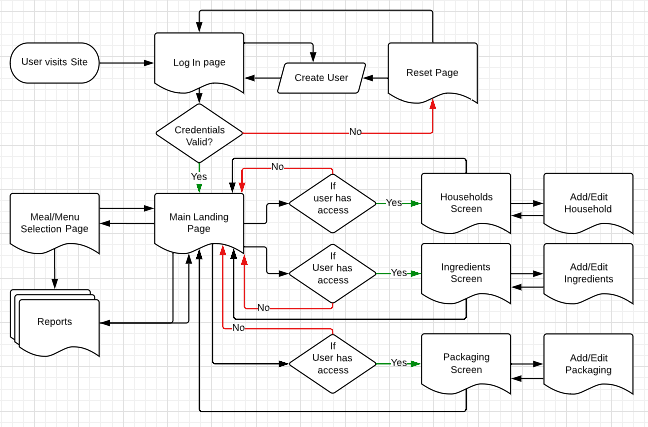 User visits Site
Log In page
Create User
Reset Page
Credentials
Valid?
No
Yes
No
Meal/Menu
Selection Page
Main Landing
Page
If
user has
access
Yes
Households
Screen
Add/Edit
Household
If
User has
access
Yes
Ingredients
Screen
Add/Edit
Ingredients
No
Reports
No
If
User has
access
Yes
Packaging
Screen
Add/Edit
Packaging